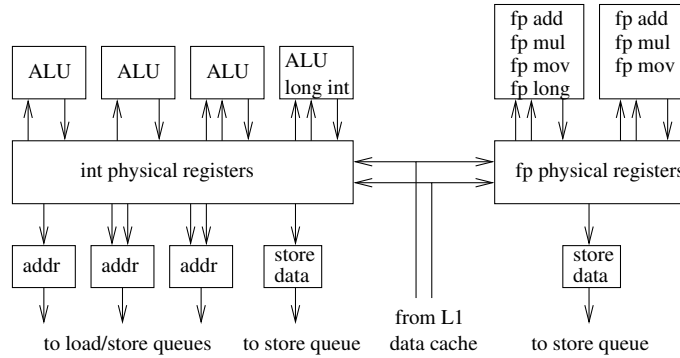 ALU
ALU
ALU
ALU
long int
fp add
fp mul
fp mov
fp long
fp add
fp mul
fp mov
int physical registers
fp physical registers
addr
addr
addr
store
data
store
data
to load/store queues
to store queue
from L1
data cache
to store queue